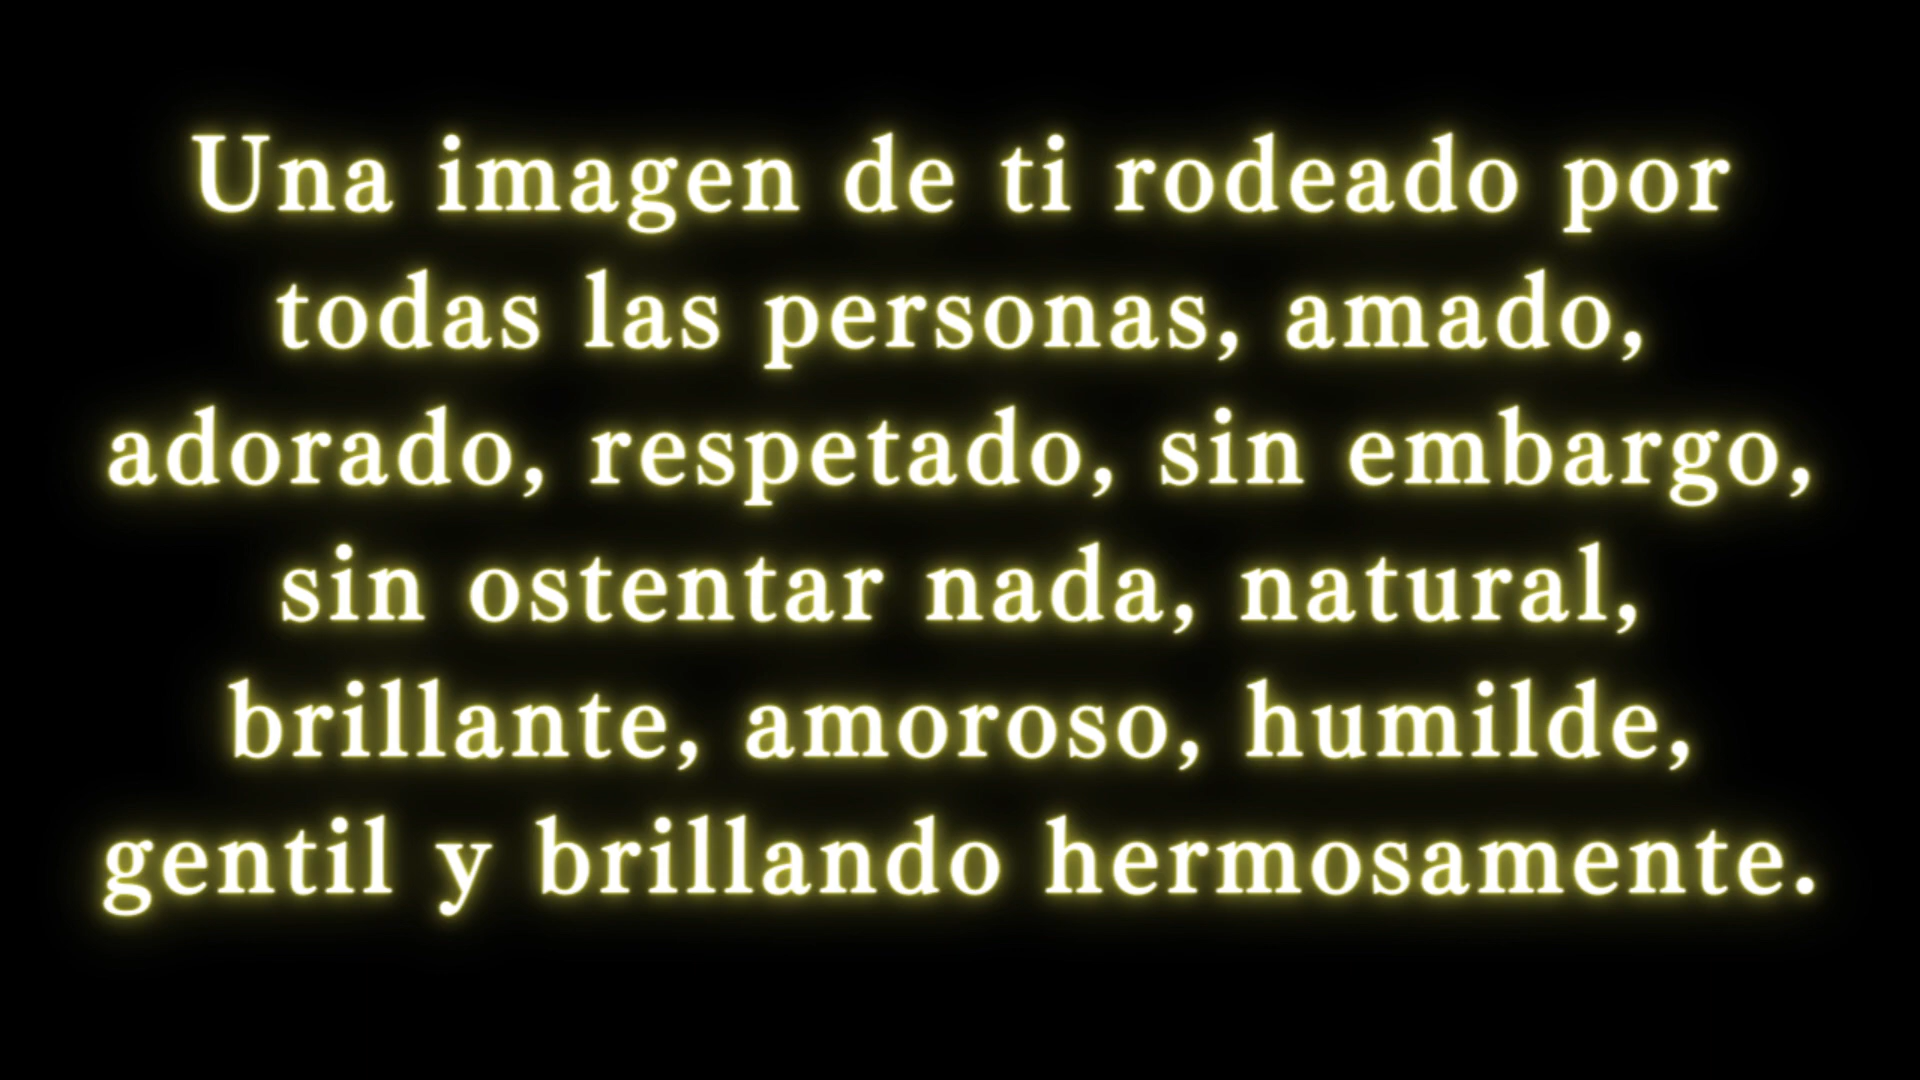 Una imagen de ti rodeado por
todas las personas, amado,
adorado, respetado, sin embargo,
sin ostentar nada, natural,
brillante, amoroso, humilde,
gentil y brillando hermosamente.